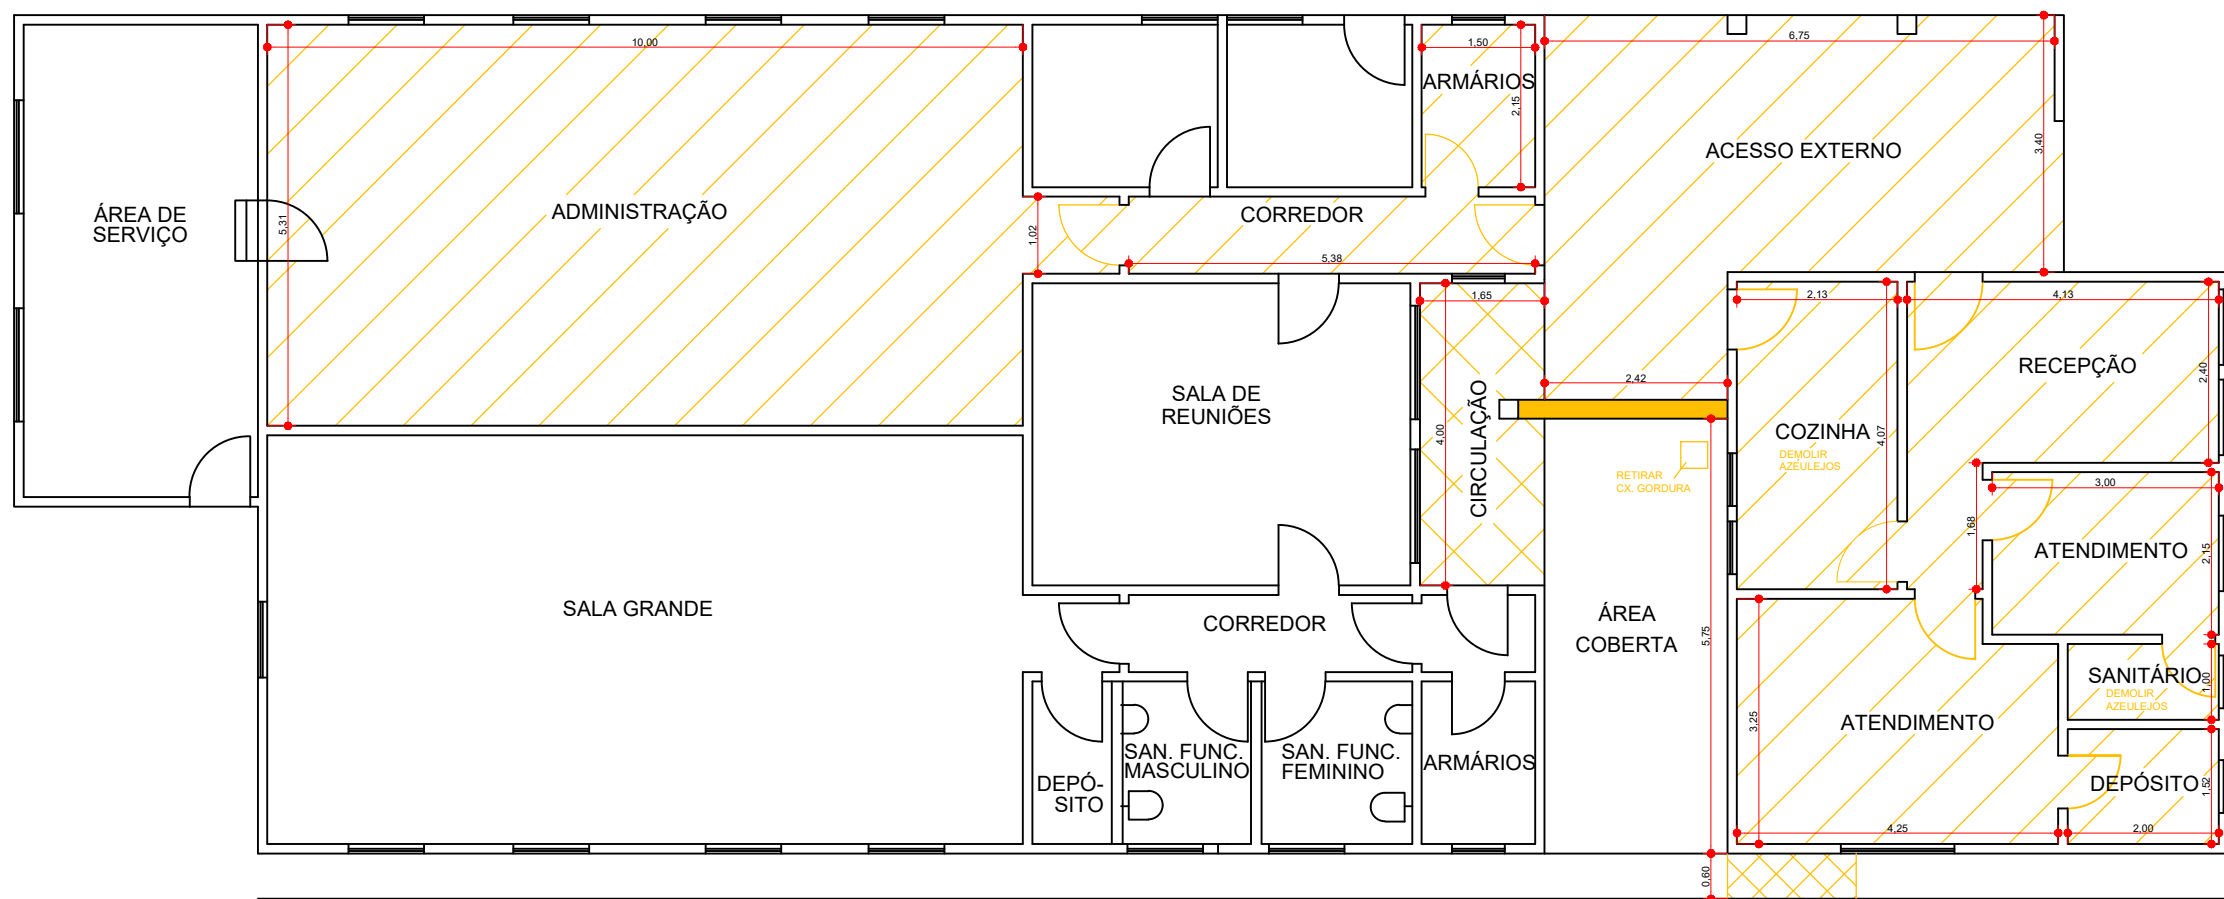 10,00
1,50
6,75
ARMÁRIOS
2,15
ACESSO EXTERNO
3,40
ÁREA DE
SERVIÇO
5,31
ADMINISTRAÇÃO
1,02
CORREDOR
5,38
1,65
2,13
4,13
RECEPÇÃO
2,40
2,42
SALA DE
REUNIÕES
4,00
CIRCULAÇÃO
COZINHA
4,07
DEMOLIR
AZEULEJOS
RETIRAR
CX. GORDURA
3,00
1,68
ATENDIMENTO
2,15
SALA GRANDE
CORREDOR
ÁREA
COBERTA
5,75
SANITÁRIO
1,00
DEMOLIR
AZEULEJOS
3,25
ATENDIMENTO
SAN. FUNC.
MASCULINO
SAN. FUNC.
FEMININO
ARMÁRIOS
DEPÓ-
SITO
DEPÓSITO
1,52
4,25
2,00
0,60